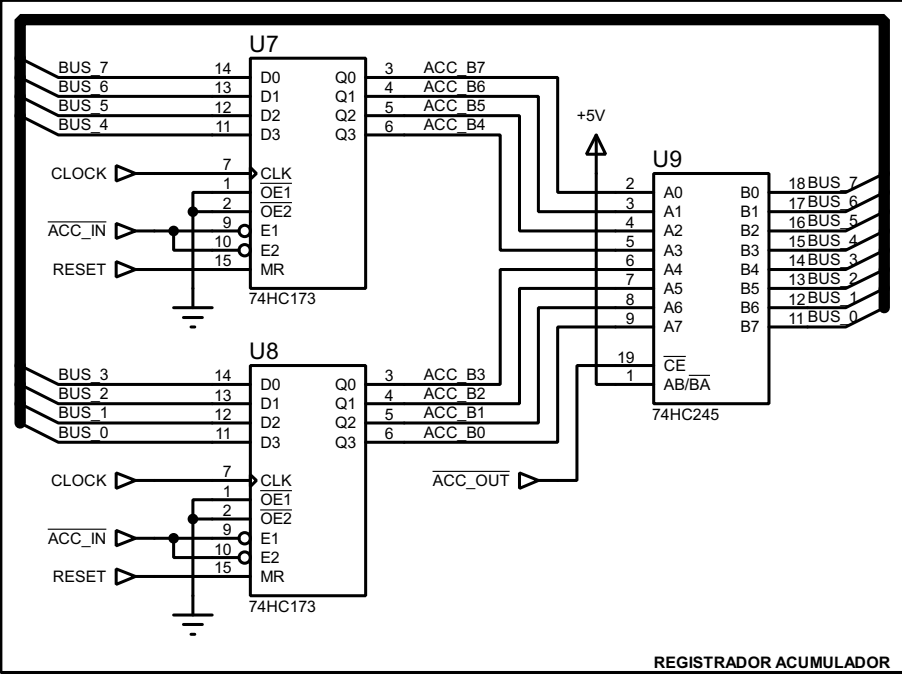 U7
BUS_7 14 D0 Q0 3 ACC_B7
BUS_6 13 D1 Q1 4 ACC_B6
BUS_5 12 D2 Q2 5 ACC_B5
BUS_4 11 D3 Q3 6 ACC_B4
CLOCK 7 CLK
1 OE1
2 OE2
ACC_IN 9 E1
10 E2
RESET 15 MR
74HC173
U8
BUS_3 14 D0 Q0 3 ACC_B3
BUS_2 13 D1 Q1 4 ACC_B2
BUS_1 12 D2 Q2 5 ACC_B1
BUS_0 11 D3 Q3 6 ACC_B0
CLOCK 7 CLK
1 OE1
2 OE2
ACC_IN 9 E1
10 E2
RESET 15 MR
74HC173
+5V
U9
2 A0 B0 18 BUS_7
3 A1 B1 17 BUS_6
4 A2 B2 16 BUS_5
5 A3 B3 15 BUS_4
6 A4 B4 14 BUS_3
7 A5 B5 13 BUS_2
8 A6 B6 12 BUS_1
9 A7 B7 11 BUS_0
19 CE
1 AB/BA
74HC245
ACC_OUT
REGISTRADOR ACUMULADOR